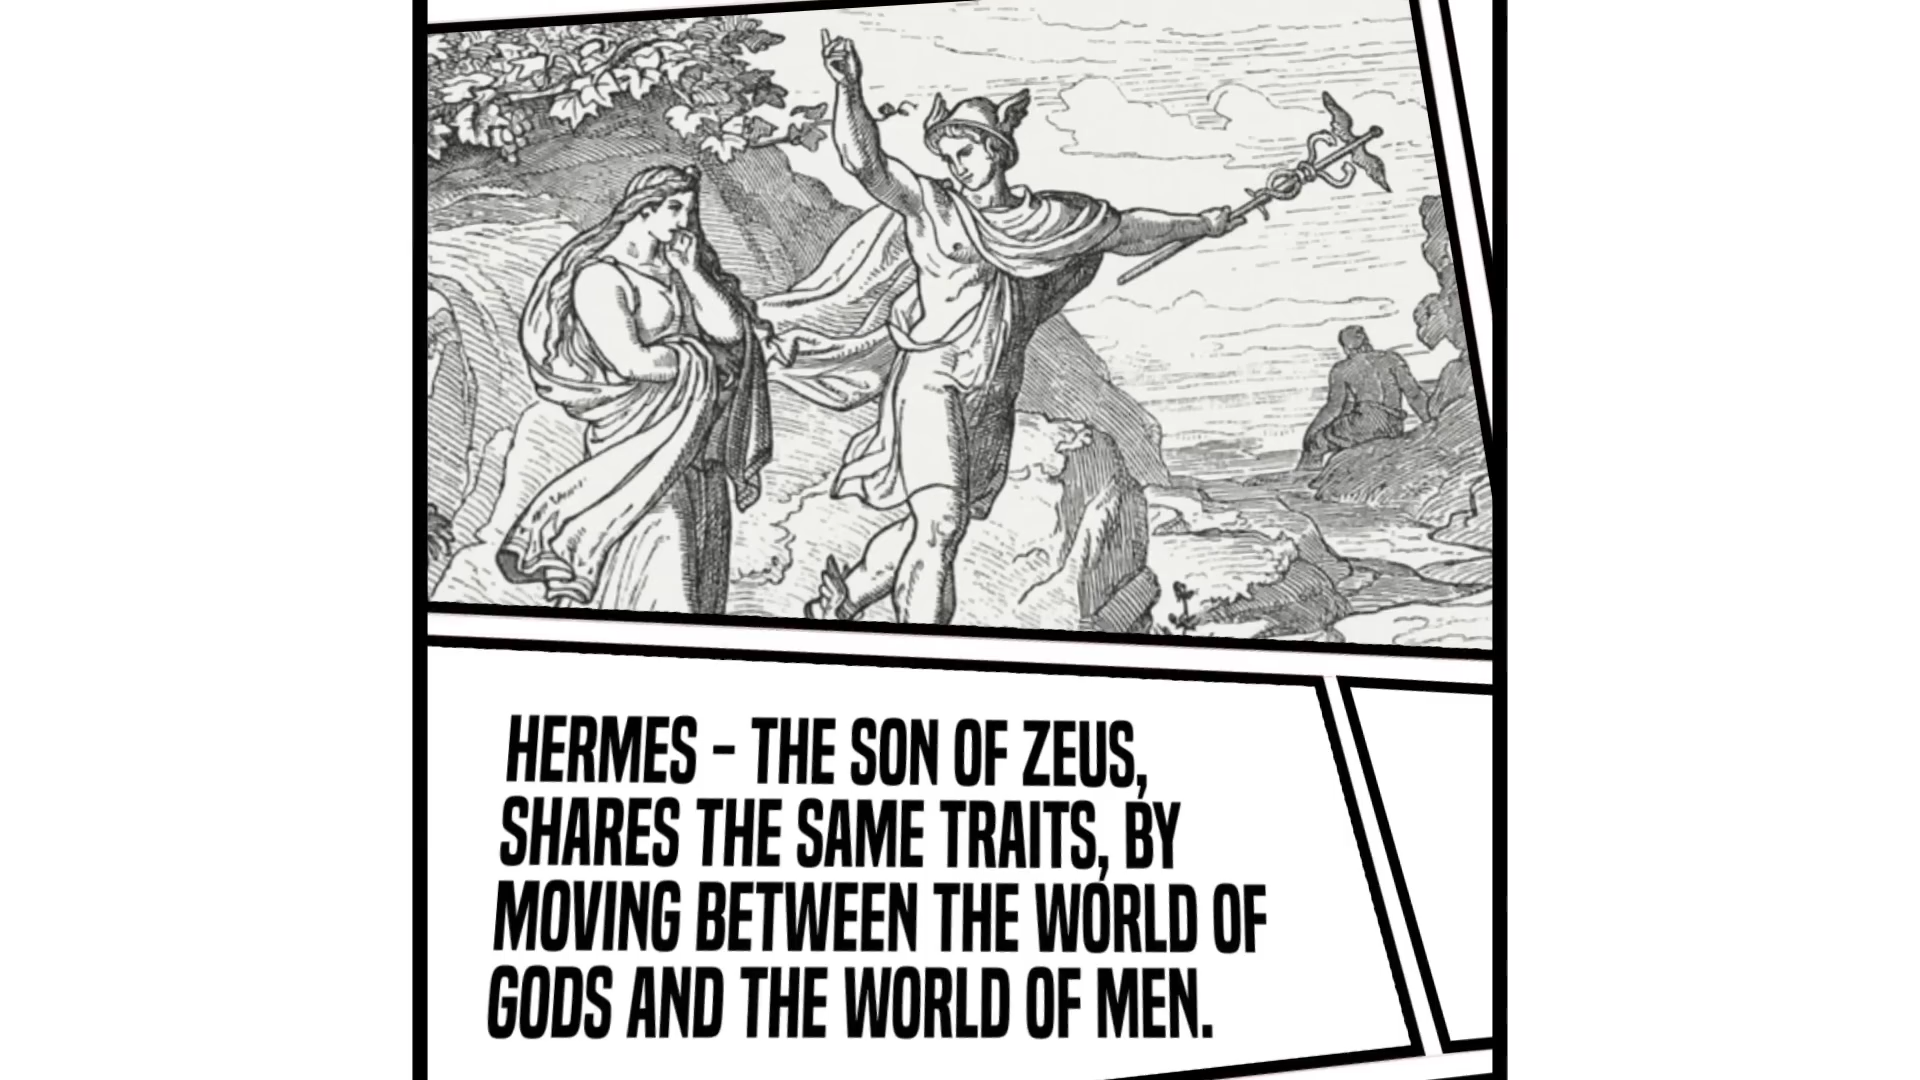 HERMES - THE SON OF ZEUS,
SHARES THE SAME TRAITS, BY
MOVING BETWEEN THE WORLD OF
GODS AND THE WORLD OF MEN.